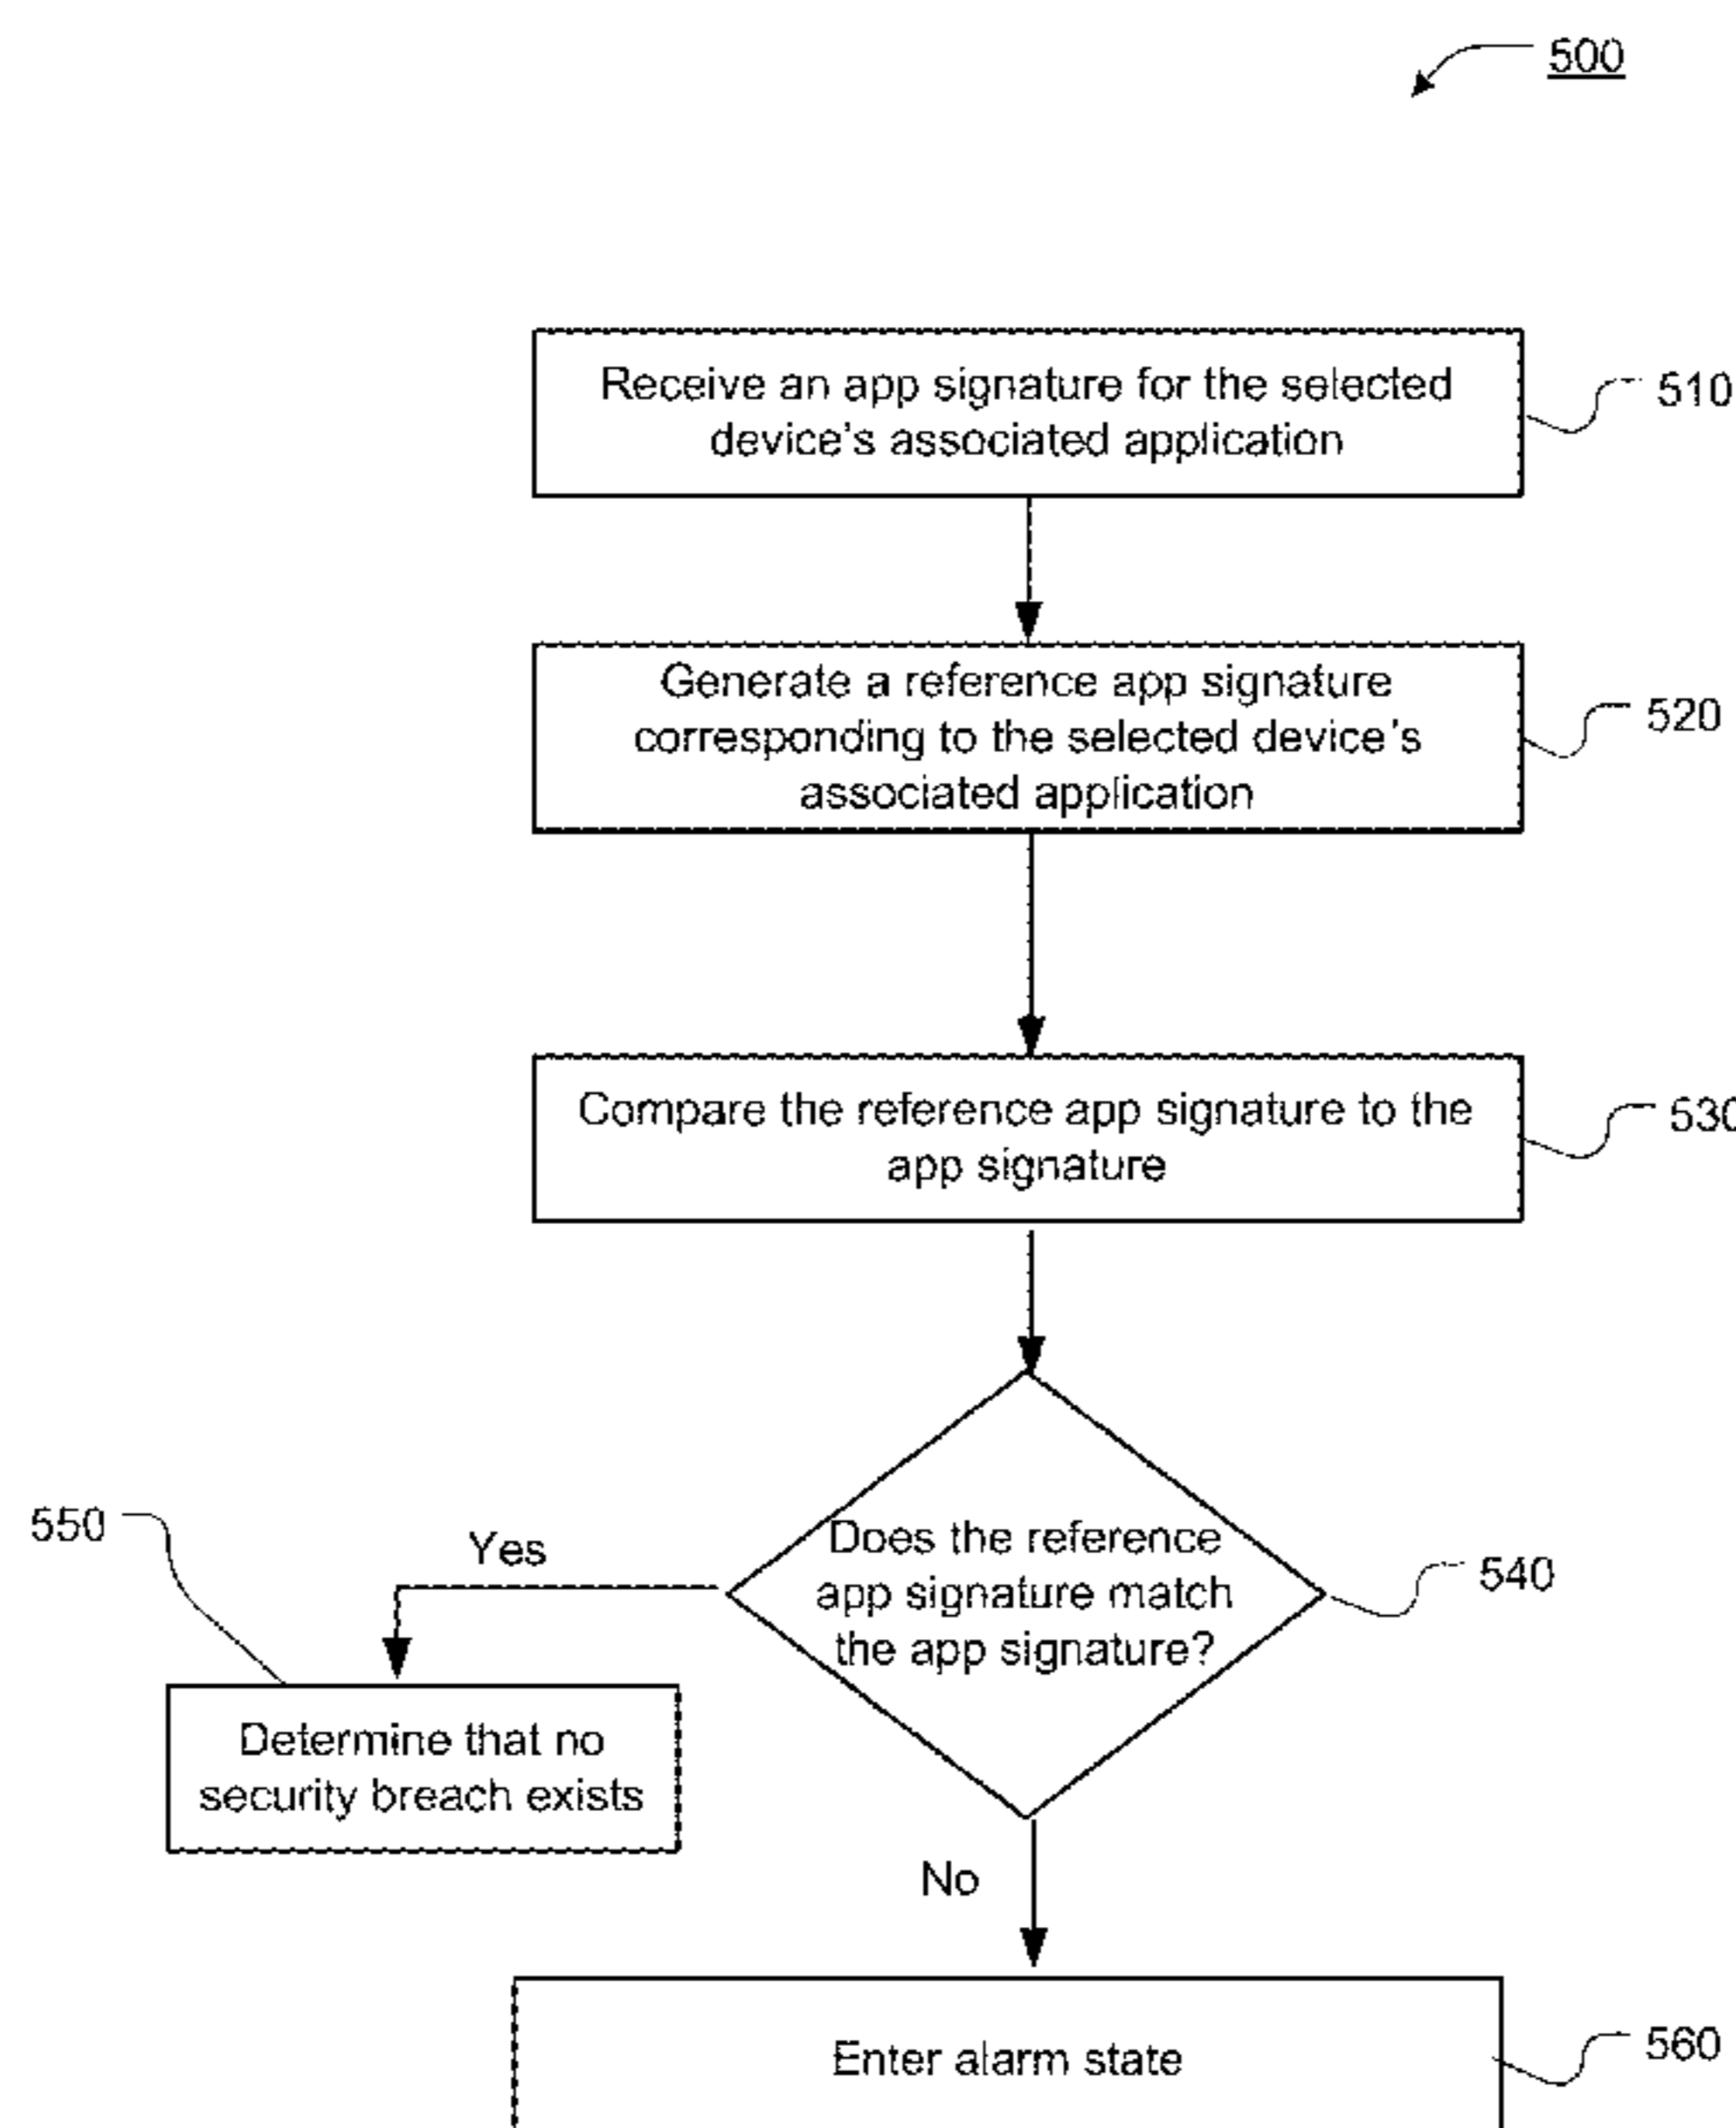 500
Receive an app signature for the selected
device's associated application
510
Generate a reference app signature
corresponding to the selected device's
associated application
520
Compare the reference app signature to the
app signature
530
Does the reference
app signature match
the app signature?
540
Yes
550
Determine that no
security breach exists
No
Enter alarm state
560